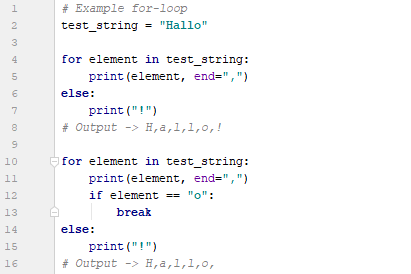 1 # Example for-loop
2 test_string = "Hallo"
3
4 for element in test_string:
5     print(element, end=",")
6 else:
7     print("!")
8 # Output -> H,a,l,l,o,!
9
10 for element in test_string:
11     print(element, end=",")
12     if element == "o":
13         break
14 else:
15     print("!")
16 # Output -> H,a,l,l,o,